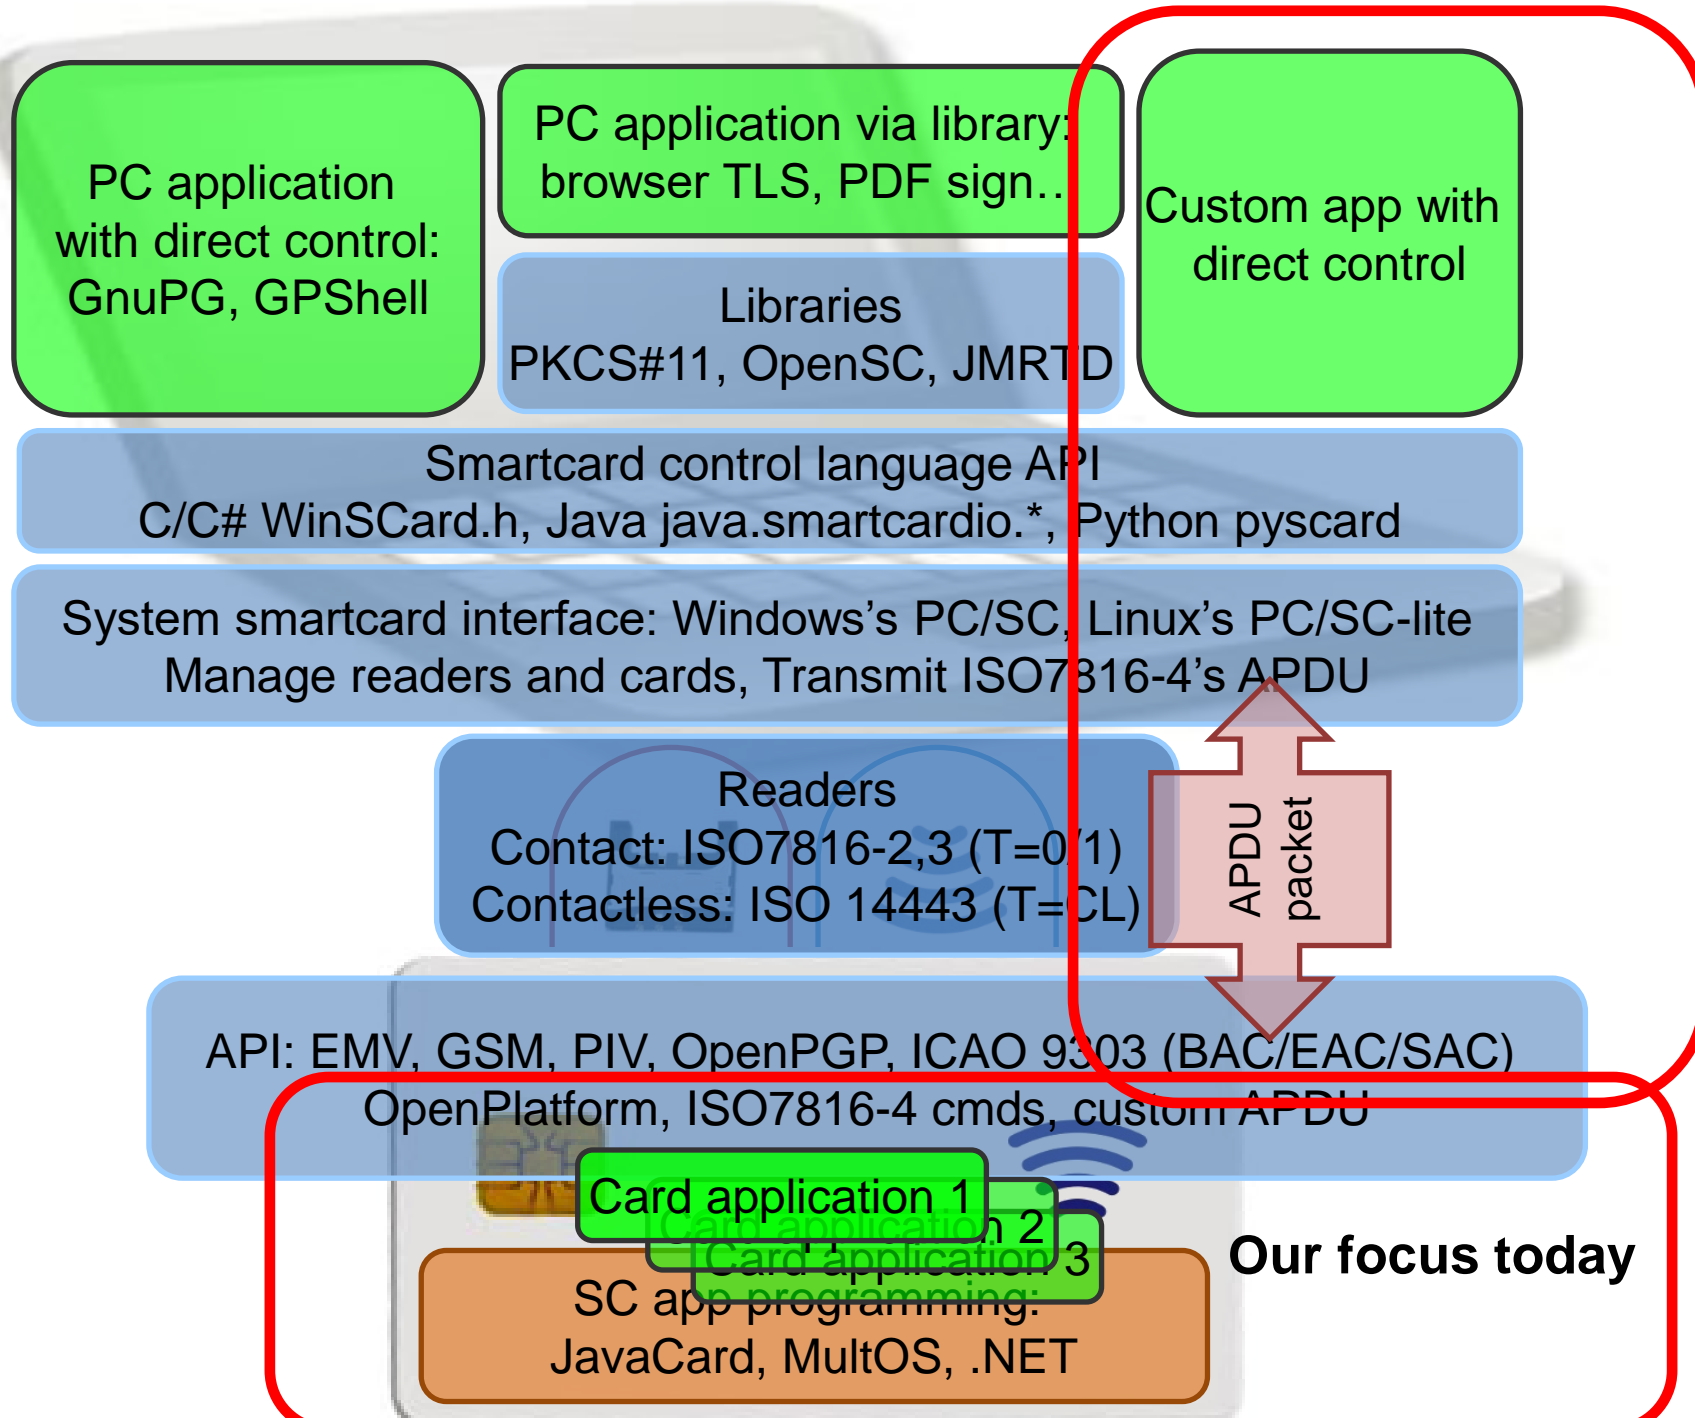 PC application
with direct control:
GnuPG, GPShell
PC application via library:
browser TLS, PDF sign…
Libraries
PKCS#11, OpenSC, JMRTD
Custom app with
direct control
Smartcard control language API
C/C# WinSCard.h, Java java.smartcardio.*, Python pyscard
System smartcard interface: Windows’s PC/SC, Linux’s PC/SC-lite
Manage readers and cards, Transmit ISO7816-4’s APDU
Readers
Contact: ISO7816-2,3 (T=0/1)
Contactless: ISO 14443 (T=CL)
APDU
packet
API: EMV, GSM, PIV, OpenPGP, ICAO 9303 (BAC/EAC/SAC)
OpenPlatform, ISO7816-4 cmds, custom APDU
Card application 1
Card application 2
Card application 3
SC app programming:
JavaCard, MultOS, .NET
Our focus today